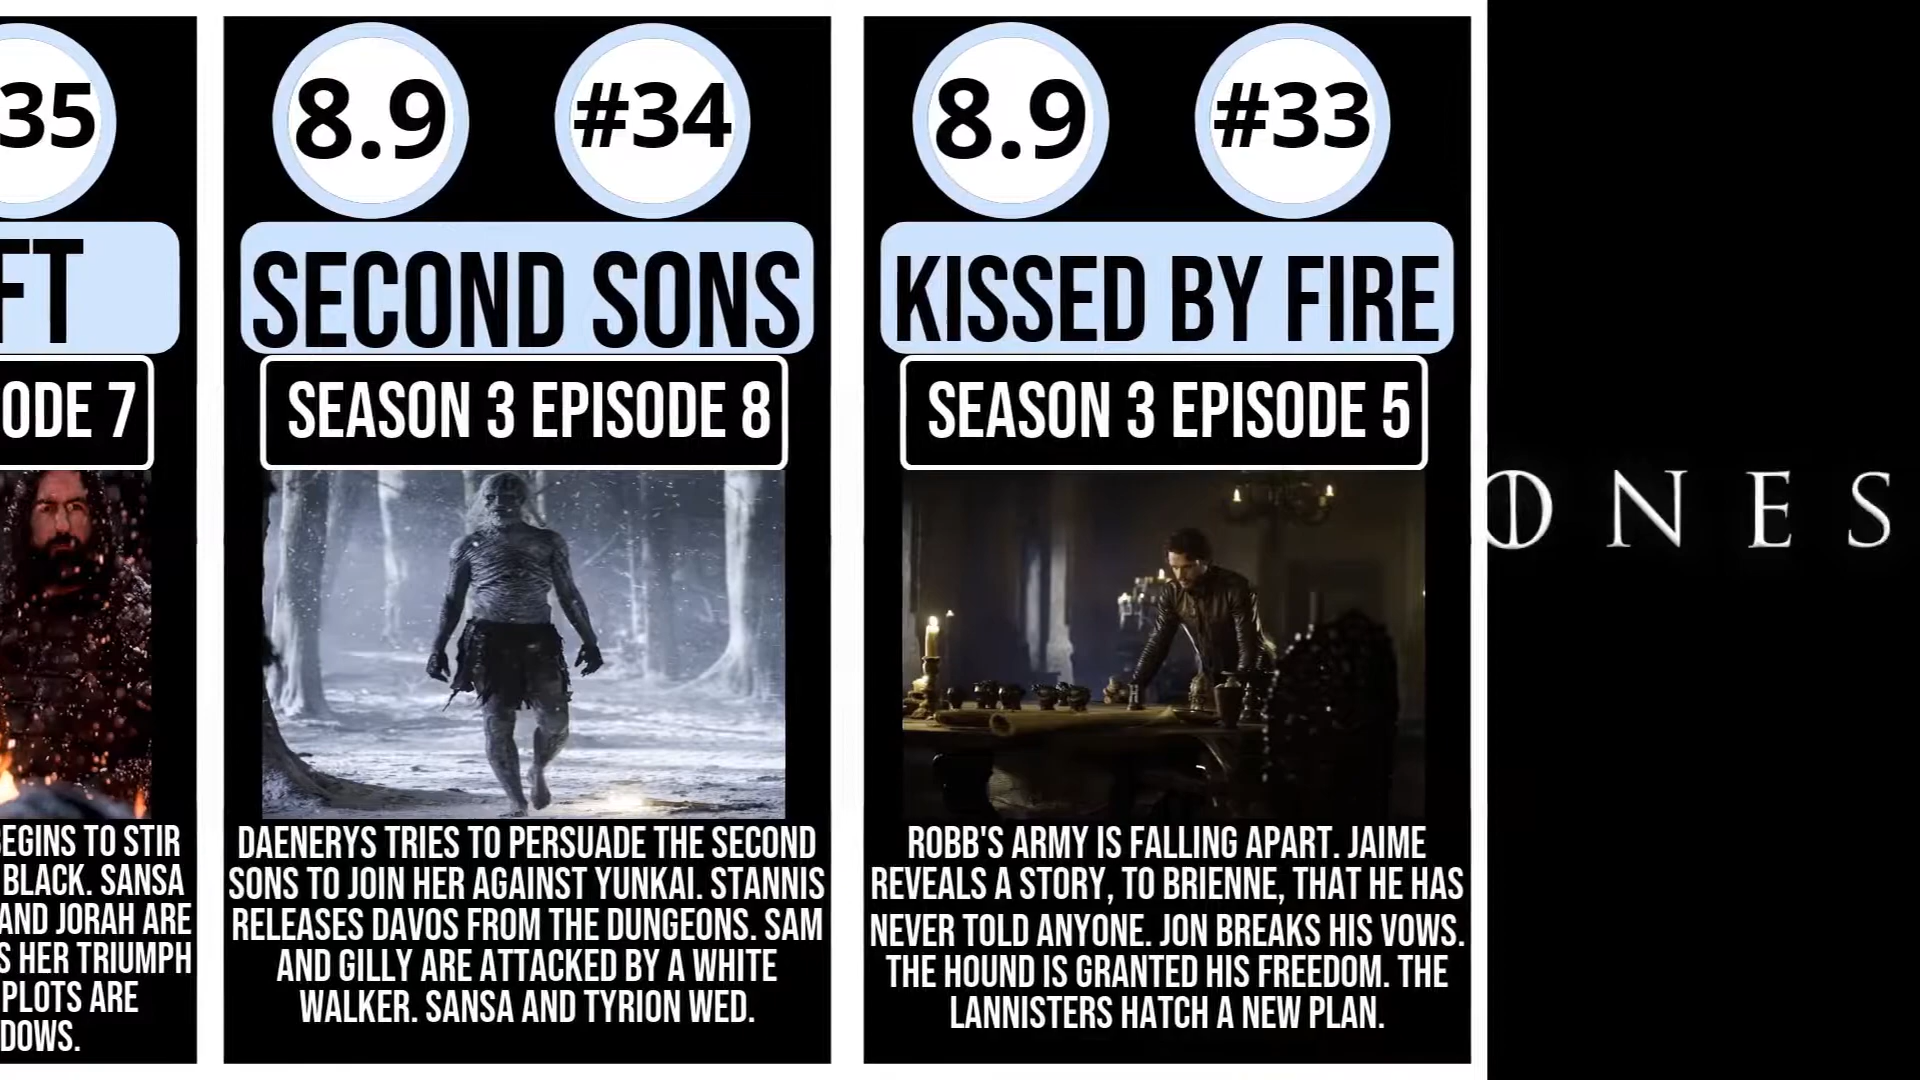 35
FT
ODE 7
EGINS TO STIR
BLACK. SANSA
AND JORAH ARE
S HER TRIUMPH
PLOTS ARE
DOWS.
8.9 #34
SECOND SONS
SEASON 3 EPISODE 8
DAENERYS TRIES TO PERSUADE THE SECOND
SONS TO JOIN HER AGAINST YUNKAI. STANNIS
RELEASES DAVOS FROM THE DUNGEONS. SAM
AND GILLY ARE ATTACKED BY A WHITE
WALKER. SANSA AND TYRION WED.
8.9 #33
KISSED BY FIRE
SEASON 3 EPISODE 5
ROBB'S ARMY IS FALLING APART. JAIME
REVEALS A STORY, TO BRIENNE, THAT HE HAS
NEVER TOLD ANYONE. JON BREAKS HIS VOWS.
THE HOUND IS GRANTED HIS FREEDOM. THE
LANNISTERS HATCH A NEW PLAN.
ONES